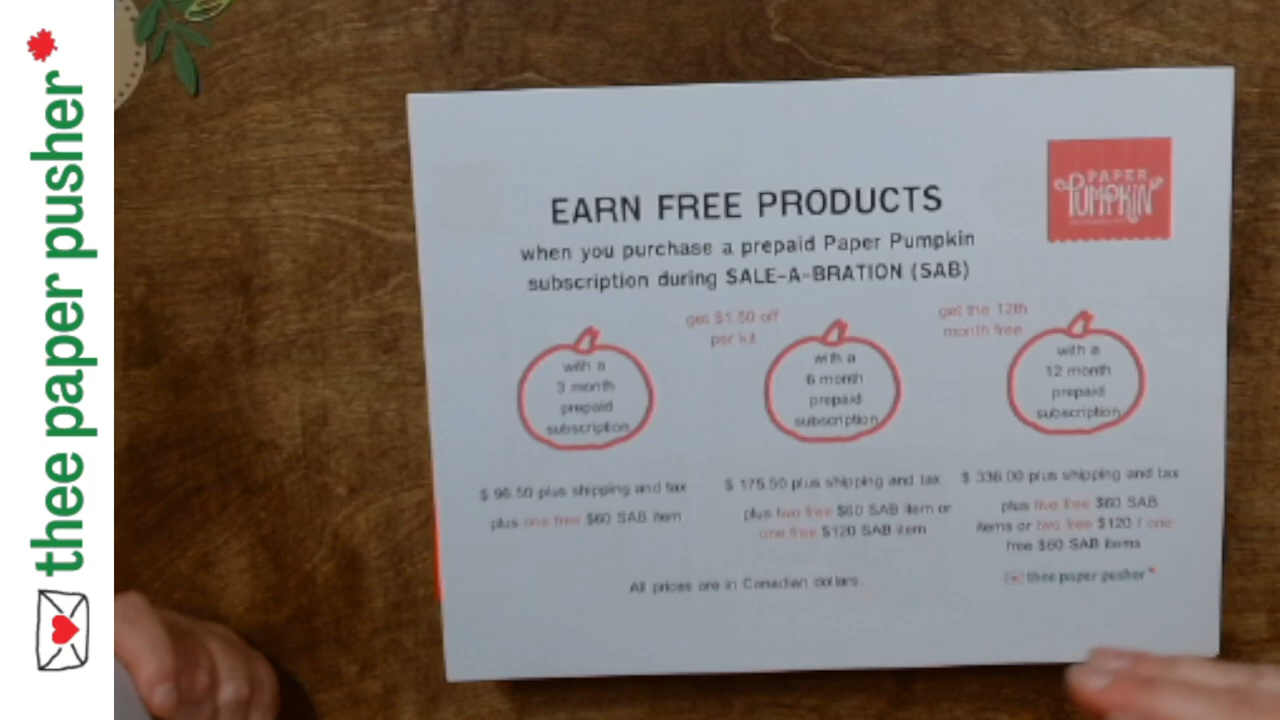 thee paper pusher
PAPER
PUMPKIN
EARN FREE PRODUCTS
when you purchase a prepaid Paper Pumpkin
subscription during SALE-A-BRATION (SAB)
get $1.50 off
per kit
get the 12th
month free
with a
3 month
prepaid
subscription
with a
6 month
prepaid
subscription
with a
12 month
prepaid
subscription
$ 96.50 plus shipping and tax
plus one free $60 SAB item
$ 175.50 plus shipping and tax
plus two free $60 SAB item or
one free $120 SAB item
$ 336.00 plus shipping and tax
plus five free $60 SAB
items or two free $120 / one
free $60 SAB items
All prices are in Canadian dollars.
thee paper pusher